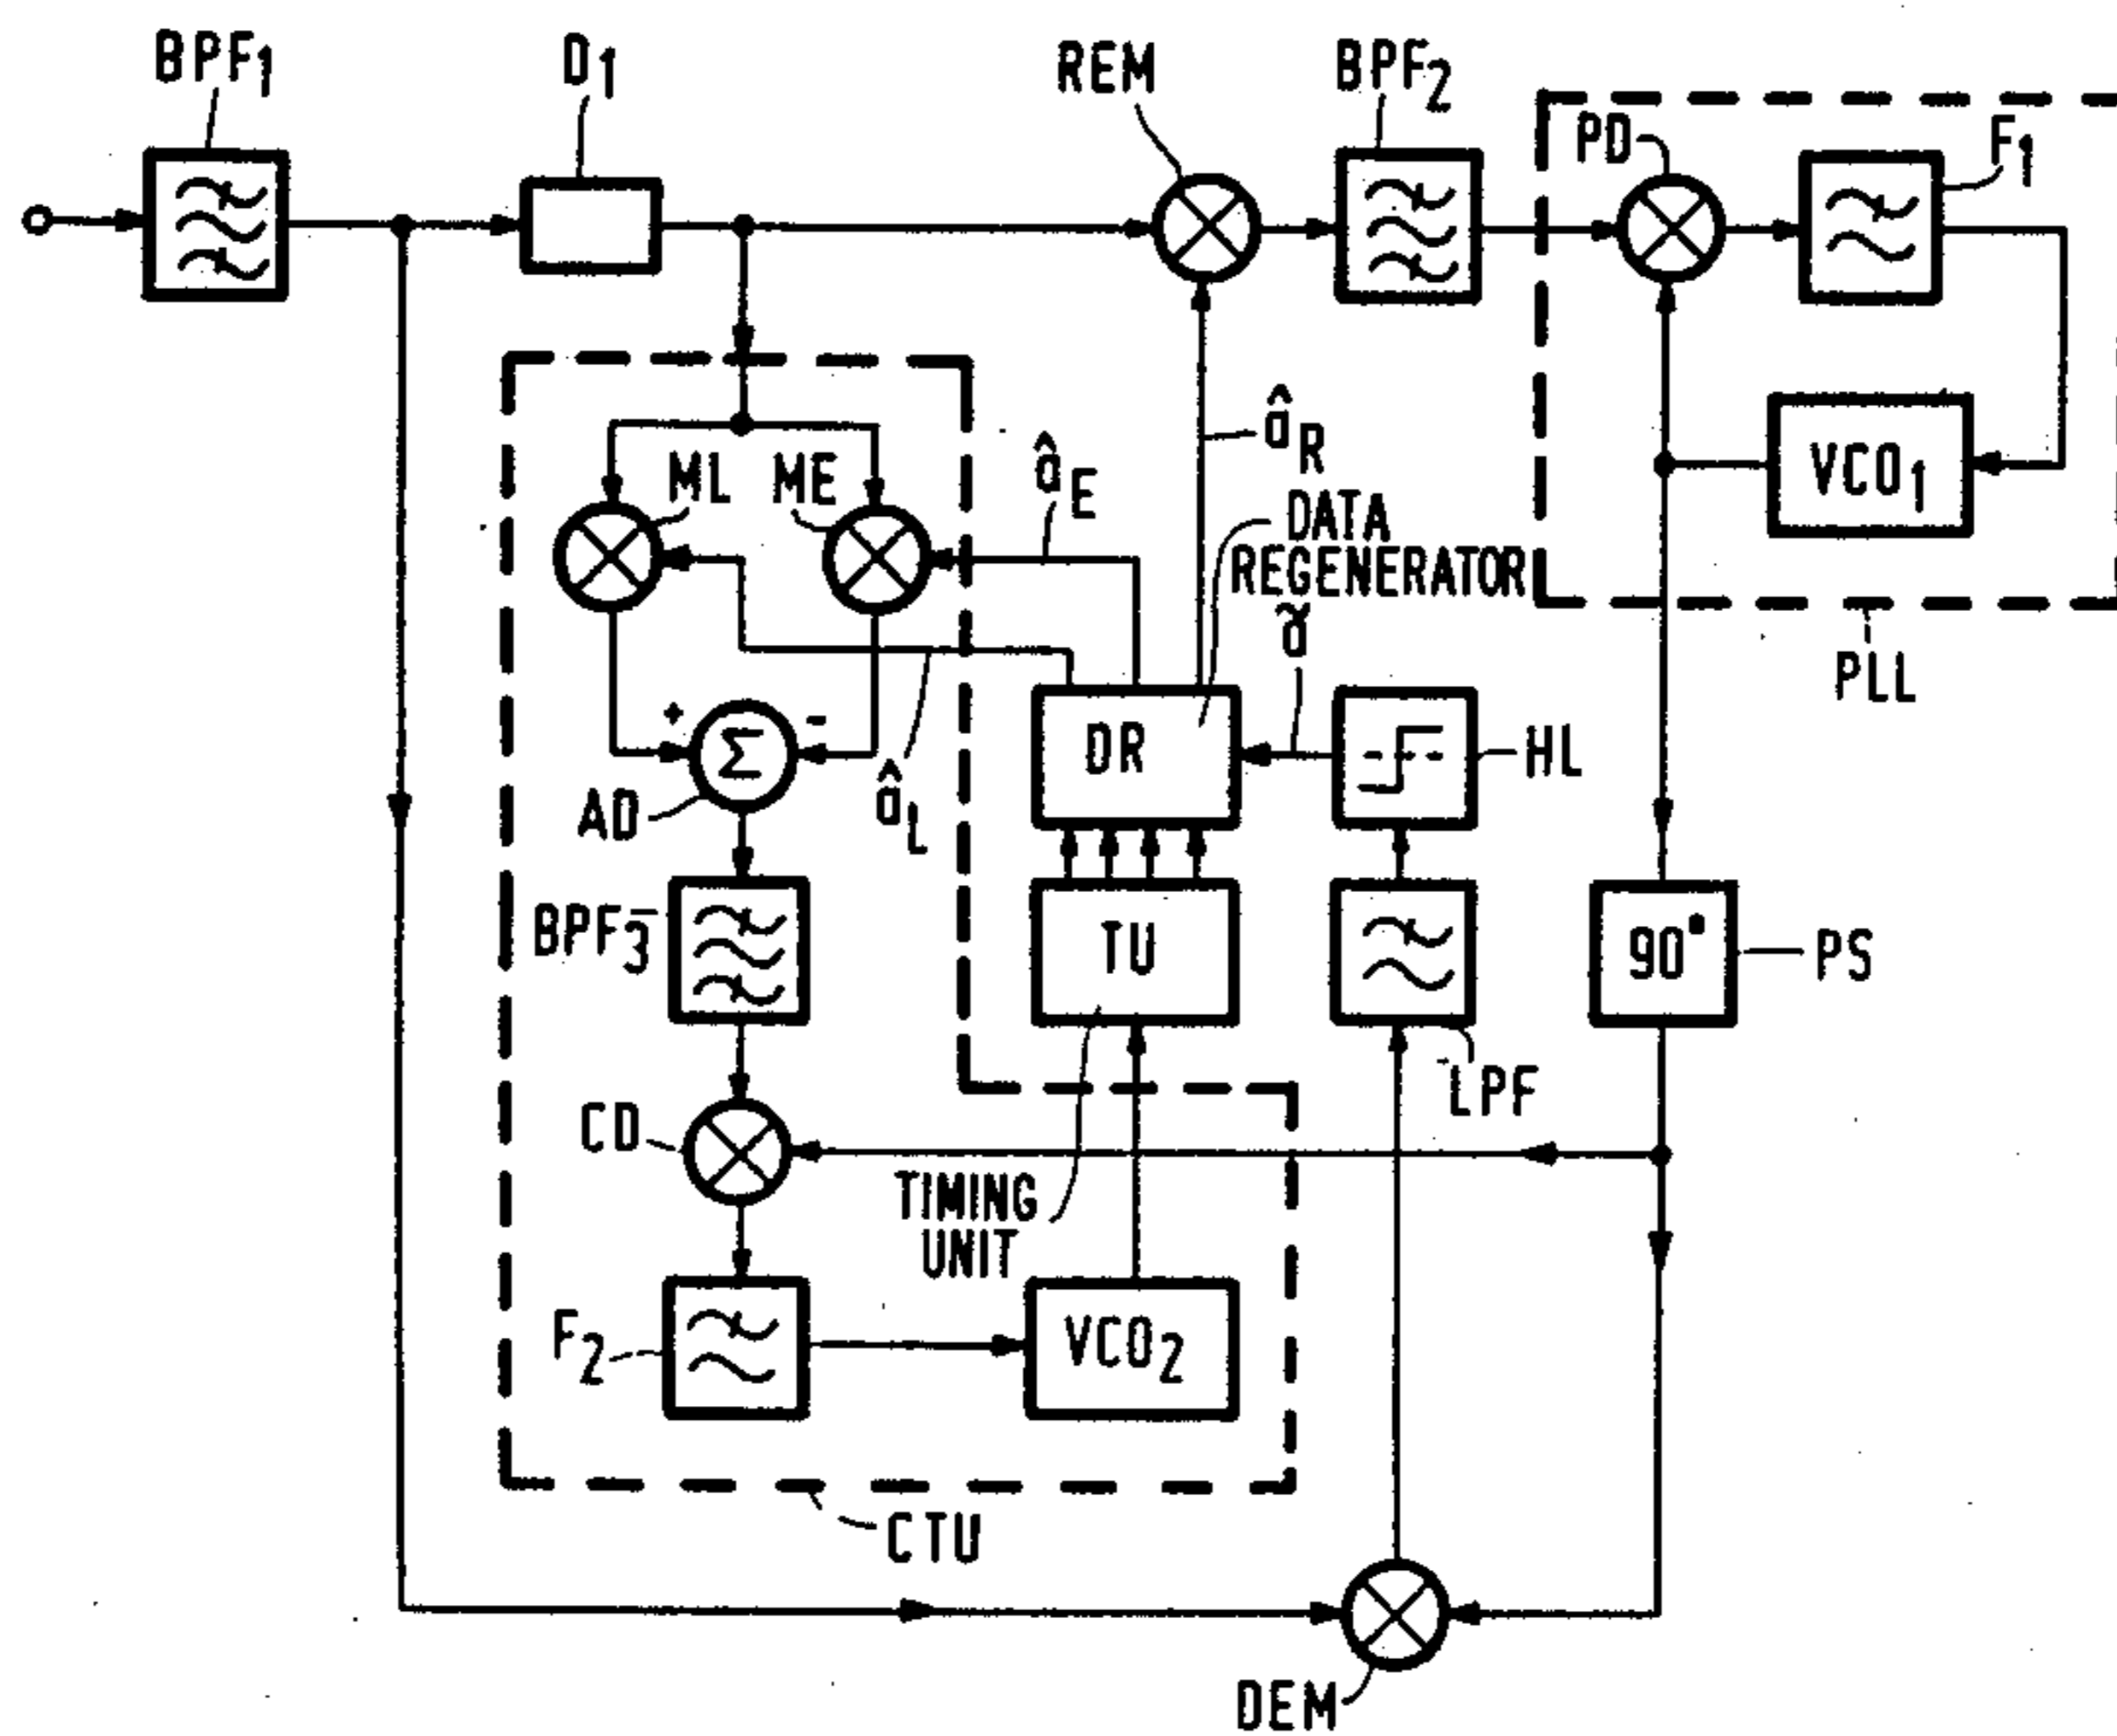 BPF1
D1
REM
BPF2
PD
F1
ML
ME
âE
âR
DATA
REGENERATOR
ã
VCO1
PLL
+
-
Σ
AD
âL
DR
HL
BPF3
TU
LPF
90°
PS
CD
TIMING
UNIT
F2
VCO2
CTU
DEM